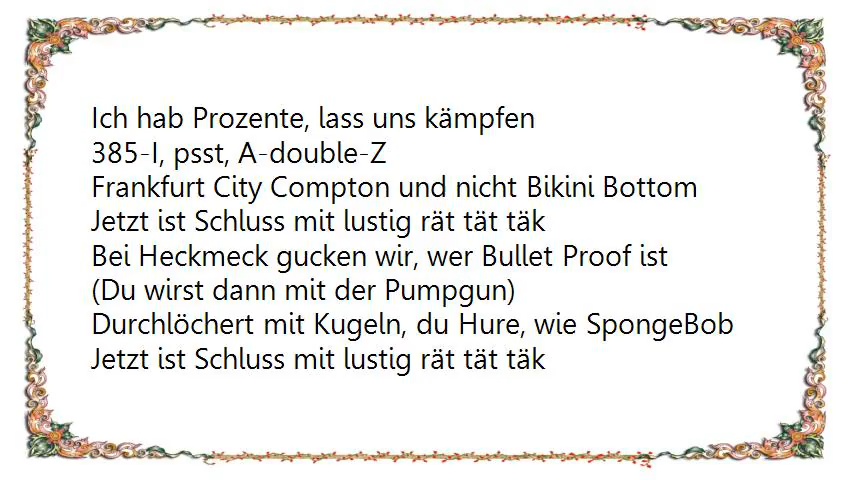 Ich hab Prozente, lass uns kämpfen
385-I, psst, A-double-Z
Frankfurt City Compton und nicht Bikini Bottom
Jetzt ist Schluss mit lustig rät tät täk
Bei Heckmeck gucken wir, wer Bullet Proof ist
(Du wirst dann mit der Pumpgun)
Durchlöchert mit Kugeln, du Hure, wie SpongeBob
Jetzt ist Schluss mit lustig rät tät täk